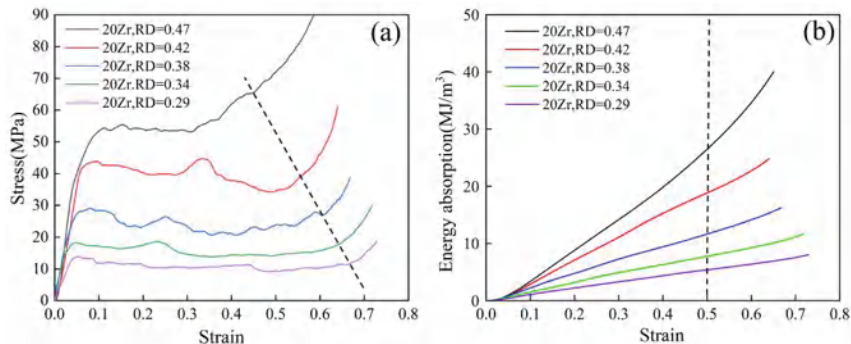 (a)
20Zr,RD=0.47
20Zr,RD=0.42
20Zr,RD=0.38
20Zr,RD=0.34
20Zr,RD=0.29
Stress(MPa)
90
80
70
60
50
40
30
20
10
0
0.0 0.1 0.2 0.3 0.4 0.5 0.6 0.7 0.8
Strain
(b)
20Zr,RD=0.47
20Zr,RD=0.42
20Zr,RD=0.38
20Zr,RD=0.34
20Zr,RD=0.29
Energy absorption(MJ/m³)
50
40
30
20
10
0
0.0 0.1 0.2 0.3 0.4 0.5 0.6 0.7 0.8
Strain